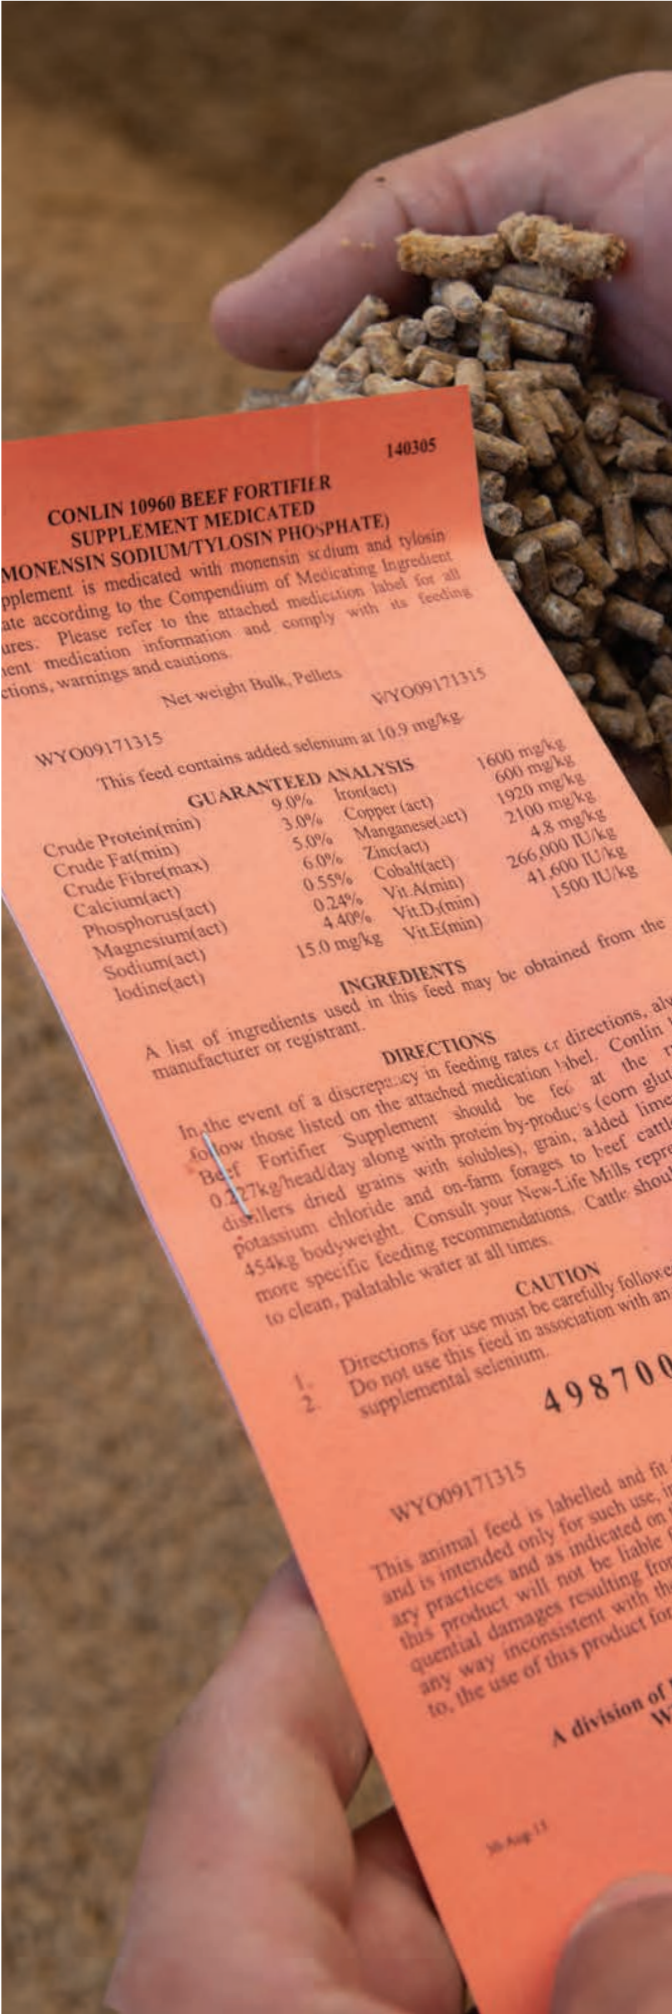 140305
CONLIN 10960 BEEF FORTIFIER
SUPPLEMENT MEDICATED
MONENSIN SODIUM/TYLOSIN PHOSPHATE)
pplement is medicated with monensin sodium and tylosin
ate according to the Compendium of Medicating Ingredient
ures. Please refer to the attached medication label for all
ent medication information and comply with its feeding
ctions, warnings and cautions.
Net weight Bulk, Pellets
WYO09171315 WYO09171315
This feed contains added selenium at 10.9 mg/kg.
GUARANTEED ANALYSIS
Crude Protein(min) 9.0% Iron(act) 1600 mg/kg
Crude Fat(min) 3.0% Copper (act) 600 mg/kg
Crude Fibre(max) 5.0% Manganese(act) 1920 mg/kg
Calcium(act) 6.0% Zinc(act) 2100 mg/kg
Phosphorus(act) 0.55% Cobalt(act) 4.8 mg/kg
Magnesium(act) 0.24% Vit.A(min) 266,000 IU/kg
Sodium(act) 4.40% Vit.D3(min) 41,600 IU/kg
Iodine(act) 15.0 mg/kg Vit.E(min) 1500 IU/kg
INGREDIENTS
A list of ingredients used in this feed may be obtained from the
manufacturer or registrant.
DIRECTIONS
In the event of a discrepancy in feeding rates or directions, al
follow those listed on the attached medication label. Conlin
Beef Fortifier Supplement should be fed at the
0.227kg/head/day along with protein by-products (corn glut
distillers dried grains with solubles), grain, added lime
potassium chloride and on-farm forages to beef cattl
454kg bodyweight. Consult your New-Life Mills repre
more specific feeding recommendations. Cattle shou
to clean, palatable water at all times.
CAUTION
1. Directions for use must be carefully followe
2. Do not use this feed in association with an
supplemental selenium.
498700
WYO09171315
This animal feed is labelled and fit
and is intended only for such use, i
ary practices and as indicated on
this product will not be liable
quential damages resulting fro
any way inconsistent with th
to, the use of this product fo
A division of
W
30-Aug-13